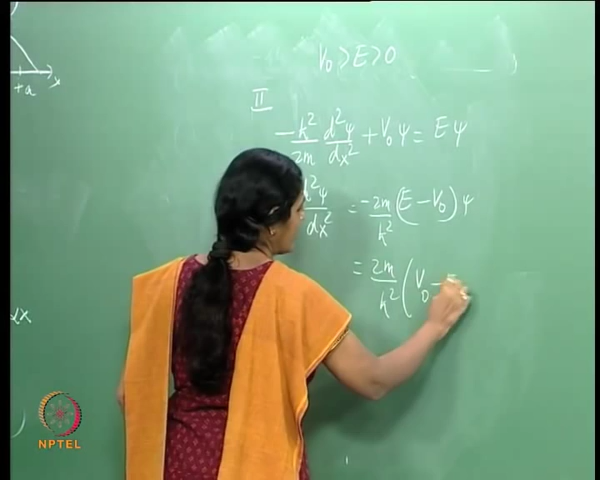 V₀ > E > 0
II
-ħ²/2m d²ψ/dx² + V₀ψ = Eψ
d²ψ/dx² = -2m/ħ² (E - V₀) ψ
+a x
= 2m/ħ² (V₀ -
dx
NPTEL